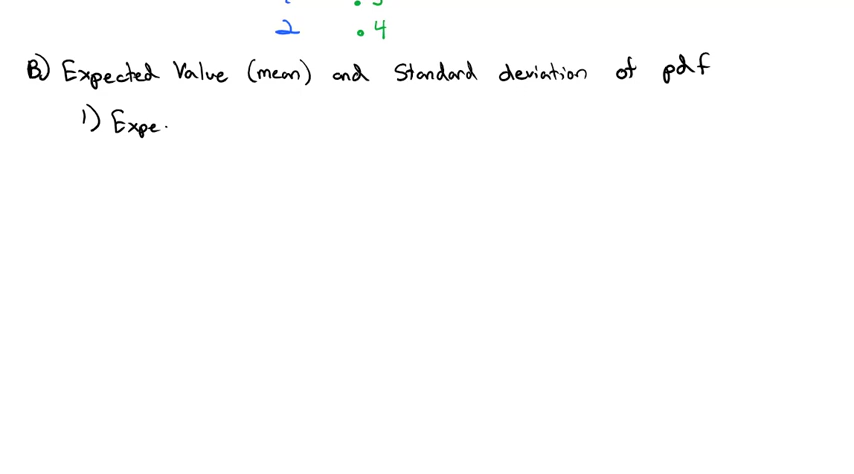 2 .4
B) Expected Value (mean) and Standard deviation of pdf
1) Expe